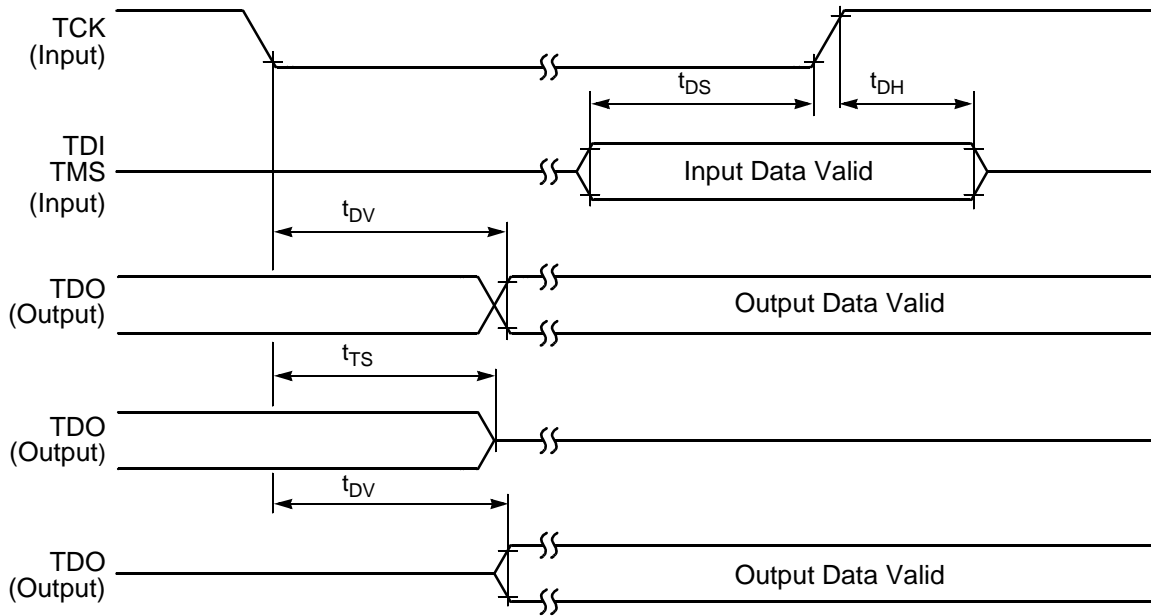 TCK
(Input)
tDS
tDH
TDI
TMS
(Input)
Input Data Valid
tDV
TDO
(Output)
Output Data Valid
tTS
TDO
(Output)
tDV
TDO
(Output)
Output Data Valid